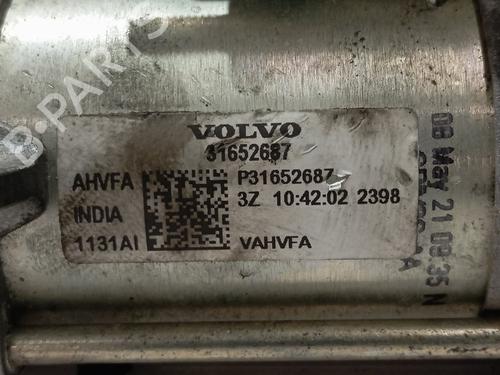 VOLVO
31652687
AHVFA
P31652687
INDIA
3Z 10:42:02 2398
1131AI
VAHVFA
08 May 21 09:35 N
B-PARTS